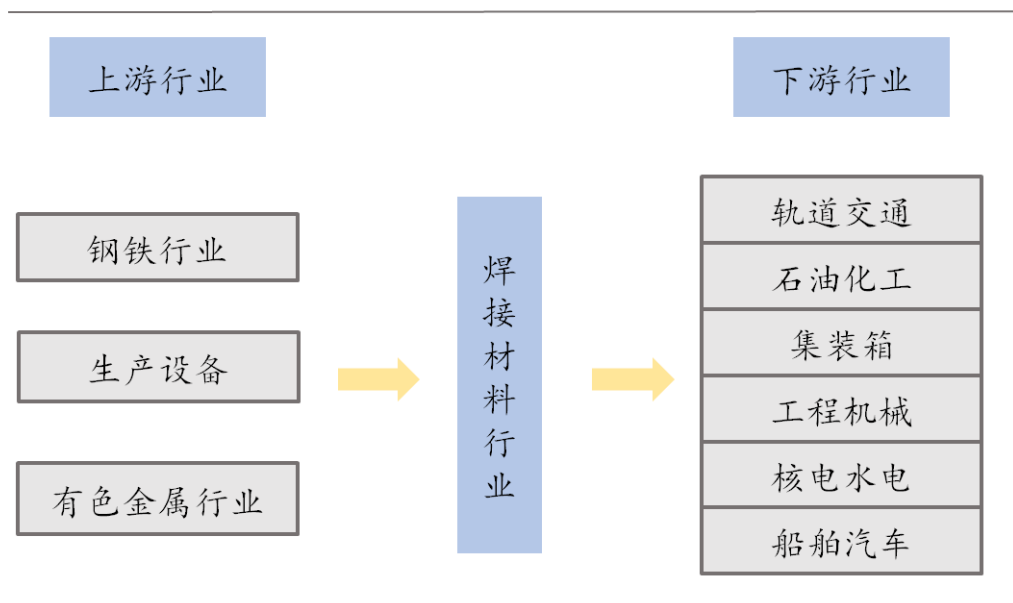 上游行业
下游行业
钢铁行业
生产设备
有色金属行业
焊接材料行业
轨道交通
石油化工
集装箱
工程机械
核电水电
船舶汽车